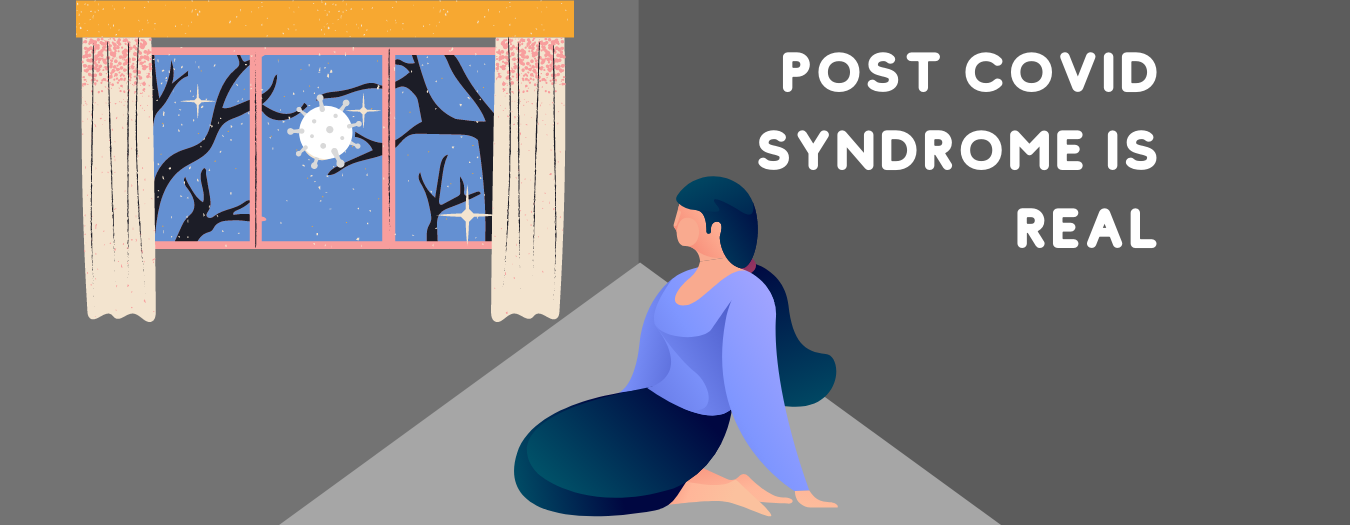 POST COVID
SYNDROME IS
REAL